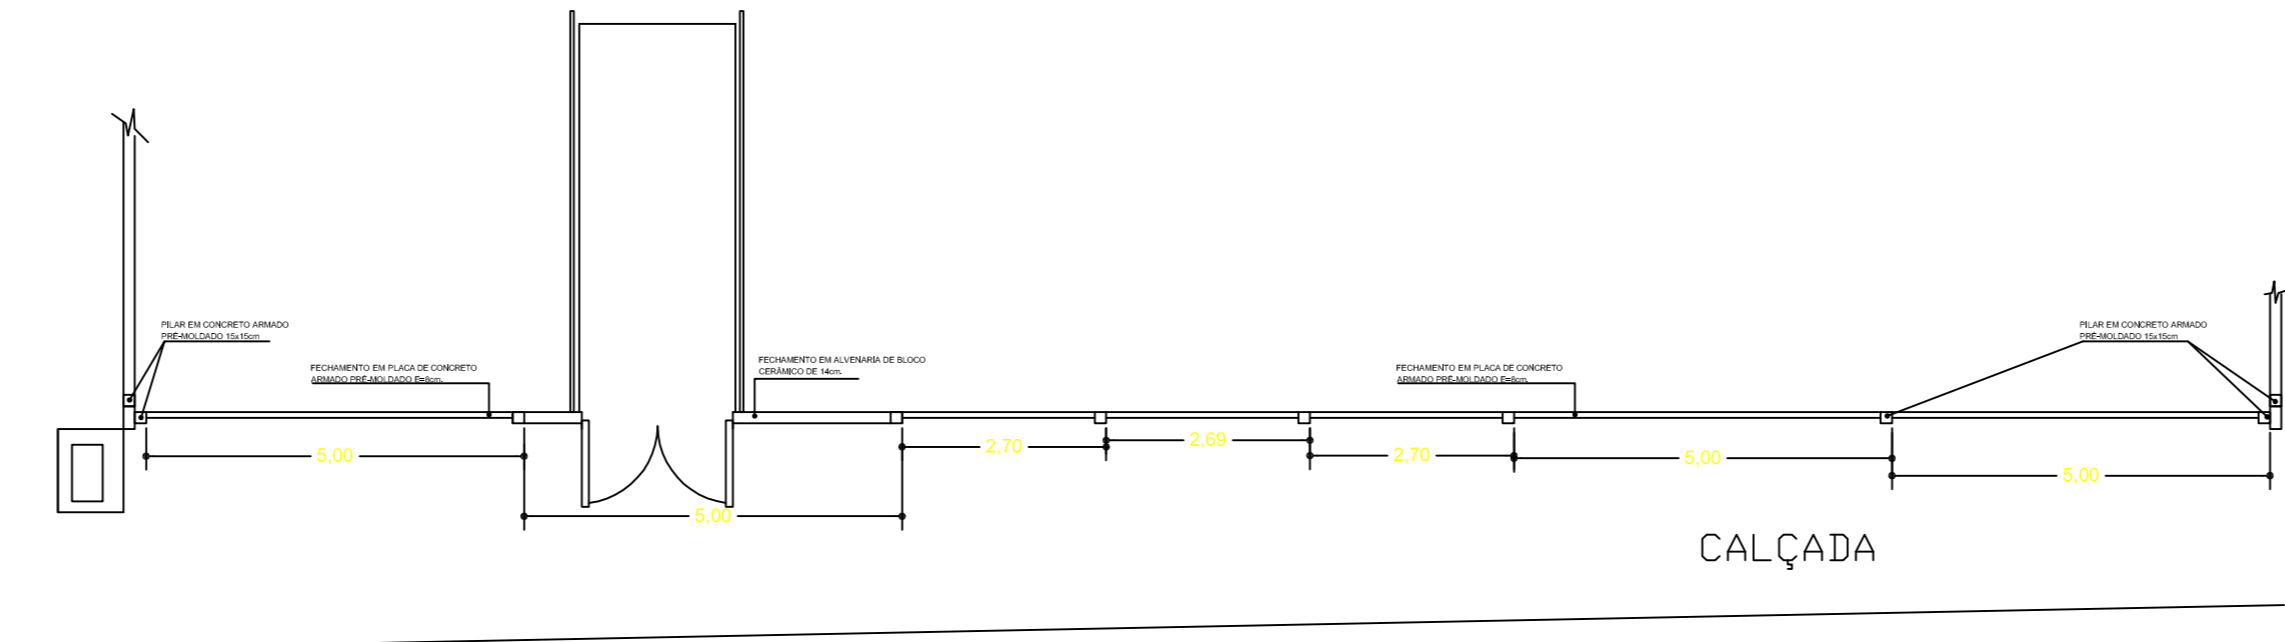 PILAR EM CONCRETO ARMADO
PRÉ-MOLDADO 15x15cm
FECHAMENTO EM PLACA DE CONCRETO
ARMADO PRÉ-MOLDADO E=8cm.
FECHAMENTO EM ALVENARIA DE BLOCO
CERÂMICO DE 14cm.
FECHAMENTO EM PLACA DE CONCRETO
ARMADO PRÉ-MOLDADO E=8cm.
PILAR EM CONCRETO ARMADO
PRÉ-MOLDADO 15x15cm
5,00
5,00
2,70
2,69
2,70
5,00
5,00
CALÇADA